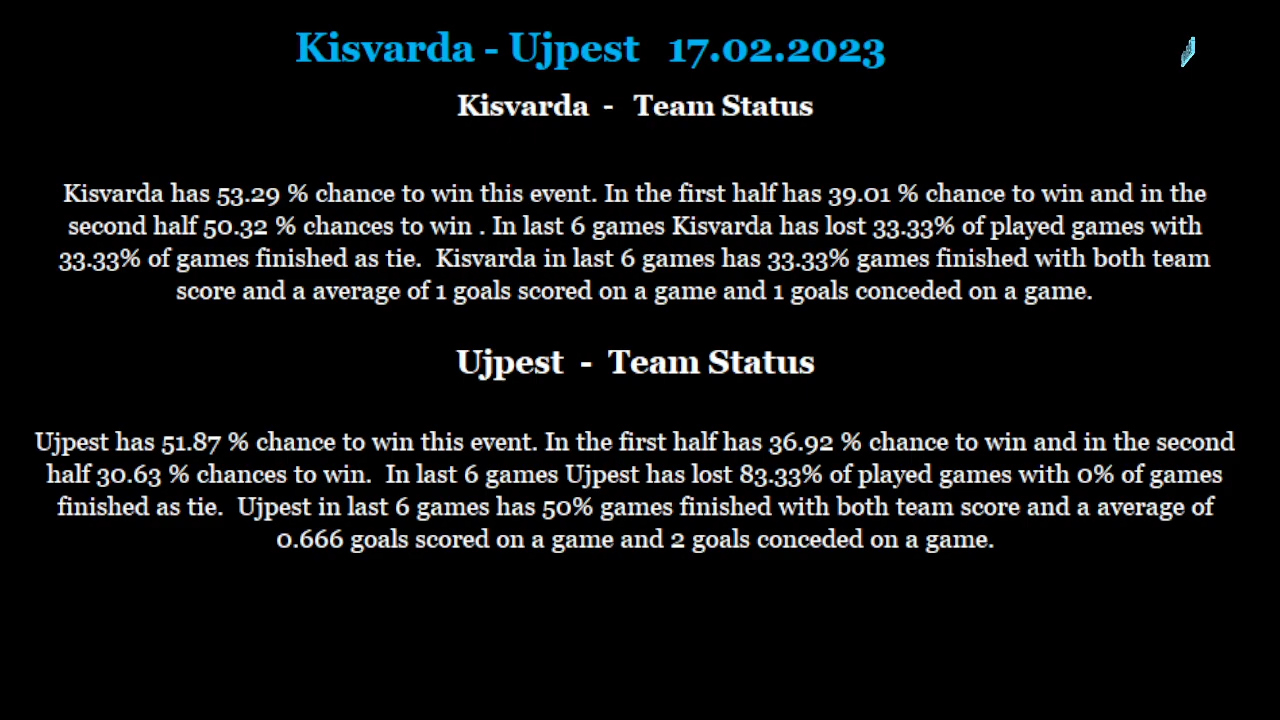 Kisvarda - Ujpest 17.02.2023
Kisvarda - Team Status
Kisvarda has 53.29 % chance to win this event. In the first half has 39.01 % chance to win and in the
second half 50.32 % chances to win . In last 6 games Kisvarda has lost 33.33% of played games with
33.33% of games finished as tie. Kisvarda in last 6 games has 33.33% games finished with both team
score and a average of 1 goals scored on a game and 1 goals conceded on a game.
Ujpest - Team Status
Ujpest has 51.87 % chance to win this event. In the first half has 36.92 % chance to win and in the second
half 30.63 % chances to win. In last 6 games Ujpest has lost 83.33% of played games with 0% of games
finished as tie. Ujpest in last 6 games has 50% games finished with both team score and a average of
0.666 goals scored on a game and 2 goals conceded on a game.